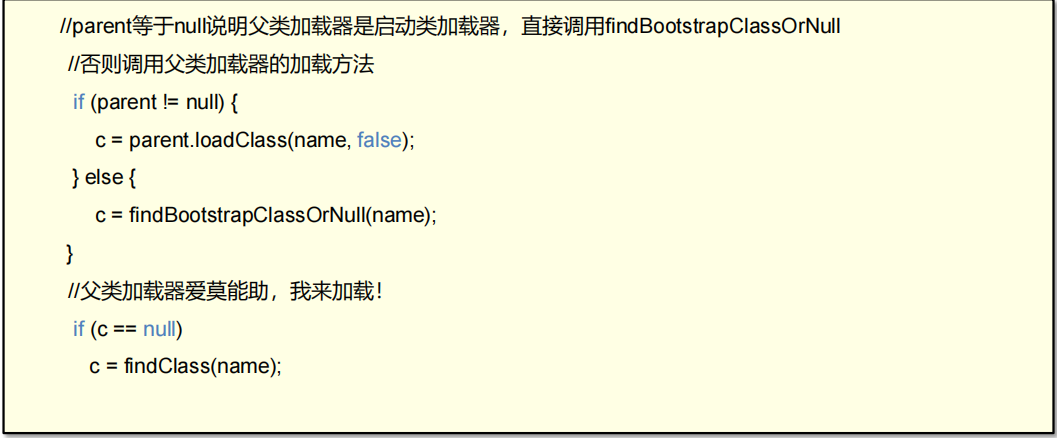 //parent等于null说明父类加载器是启动类加载器，直接调用findBootstrapClassOrNull
//否则调用父类加载器的加载方法
if (parent != null) {
c = parent.loadClass(name, false);
} else {
c = findBootstrapClassOrNull(name);
}
//父类加载器爱莫能助，我来加载！
if (c == null)
c = findClass(name);